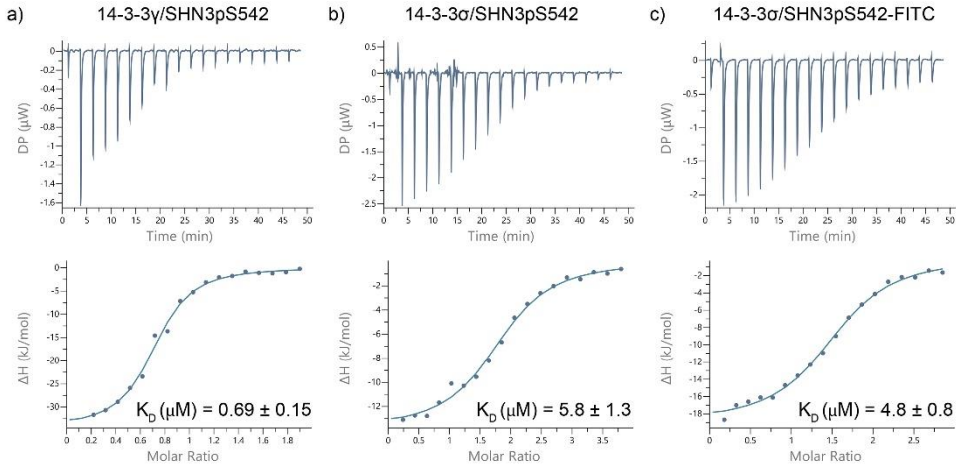 a) 14-3-3γ/SHN3pS542
b) 14-3-3σ/SHN3pS542
c) 14-3-3σ/SHN3pS542-FITC
DP (µW)
0
-0.2
-0.4
-0.6
-0.8
-1
-1.2
-1.4
-1.6
0 5 10 15 20 25 30 35 40 45 50
Time (min)
DP (µW)
0.5
0
-0.5
-1
-1.5
-2
-2.5
0 5 10 15 20 25 30 35 40 45 50
Time (min)
DP (µW)
0
-0.5
-1
-1.5
-2
0 5 10 15 20 25 30 35 40 45 50
Time (min)
ΔH (kJ/mol)
0
-5
-10
-15
-20
-25
-30
K_D (µM) = 0.69 ± 0.15
0 0.2 0.4 0.6 0.8 1 1.2 1.4 1.6 1.8
Molar Ratio
ΔH (kJ/mol)
-2
-4
-6
-8
-10
-12
K_D (µM) = 5.8 ± 1.3
0 0.5 1 1.5 2 2.5 3 3.5
Molar Ratio
ΔH (kJ/mol)
-2
-4
-6
-8
-10
-12
-14
-16
-18
K_D (µM) = 4.8 ± 0.8
0 0.5 1 1.5 2 2.5
Molar Ratio